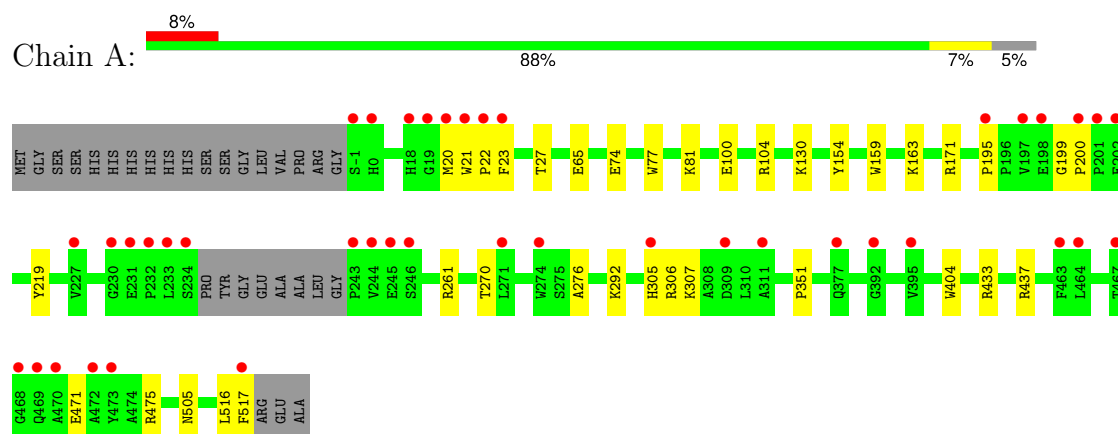 8%
Chain A:
88% 7% 5%
MET GLY SER SER HIS HIS HIS HIS HIS HIS SER SER GLY LEU VAL PRO ARG GLY S-1 H0 H18 G19 M20 W21 P22 F23 T27 E65 E74 W77 K81 E100 R104 K130 Y154 W159 K163 R171 P195 P196 V197 E198 G199 P200 P201
Y219 V227 G230 E231 P232 L233 S234 PRO TYR GLY GLU ALA ALA LEU GLY P243 V244 E245 S246 R261 T270 L271 W274 S275 A276 K292 H305 R306 K307 A308 D309 L310 A311 P351 Q377 G392 V395 W404 R433 R437 F463 L464 T467
G468 Q469 A470 E471 A472 Y473 A474 R475 N505 L516 F517 ARG GLU ALA